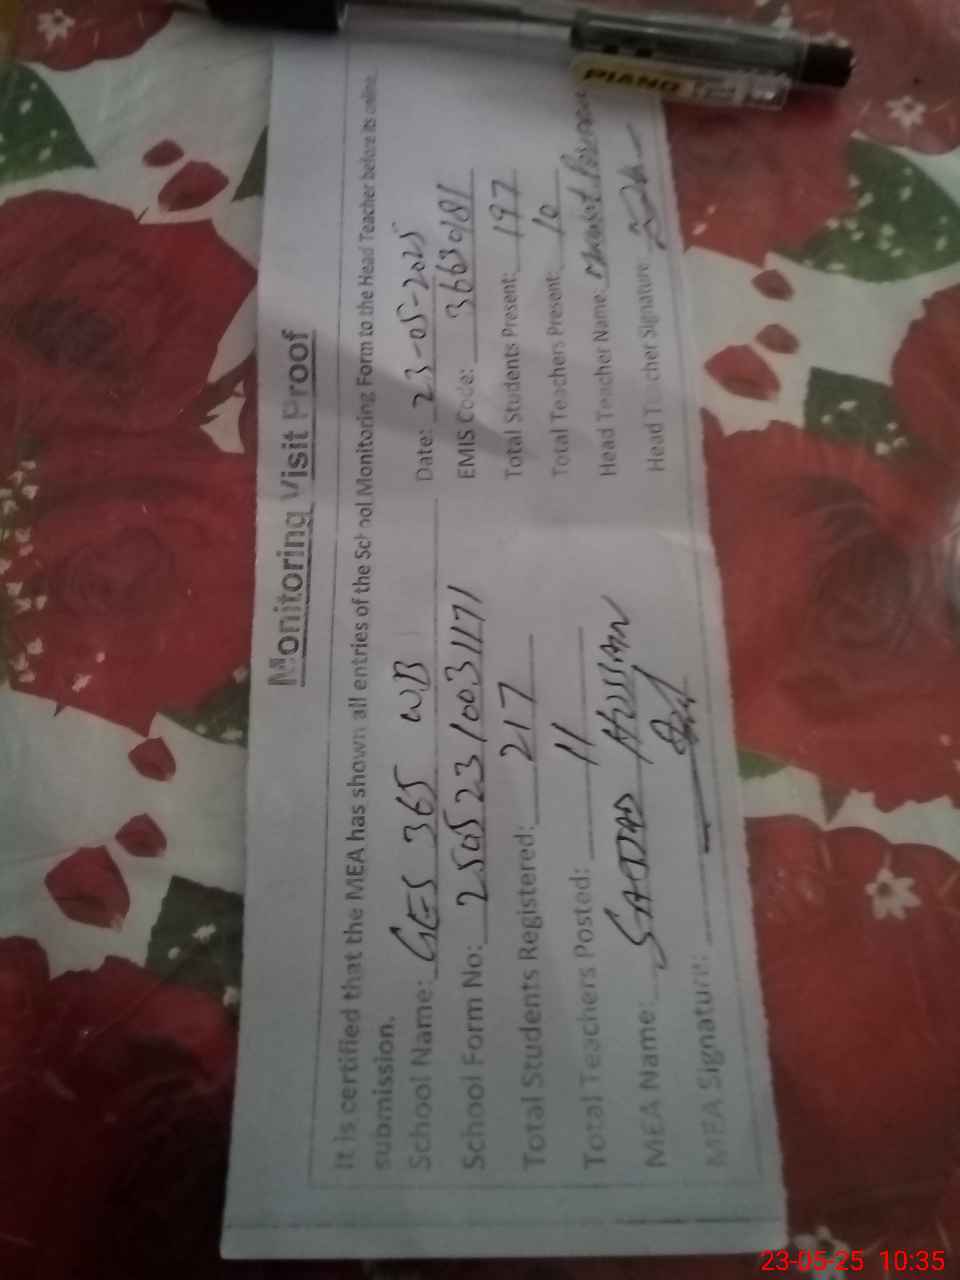 Monitoring Visit Proof
It is certified that the MEA has shown all entries of the School Monitoring Form to the Head Teacher before its online
submission.
School Name: GES 365 WB Date: 23-05-2025
School Form No: 250523100311171 EMIS Code: 36630181
Total Students Registered: 217 Total Students Present: 197
Total Teachers Posted: 11 Total Teachers Present: 10
MEA Name: SAJJAD HUSSAIN Head Teacher Name:
MEA Signature: Head Teacher Signature:
PIANO
23-05-25 10:35